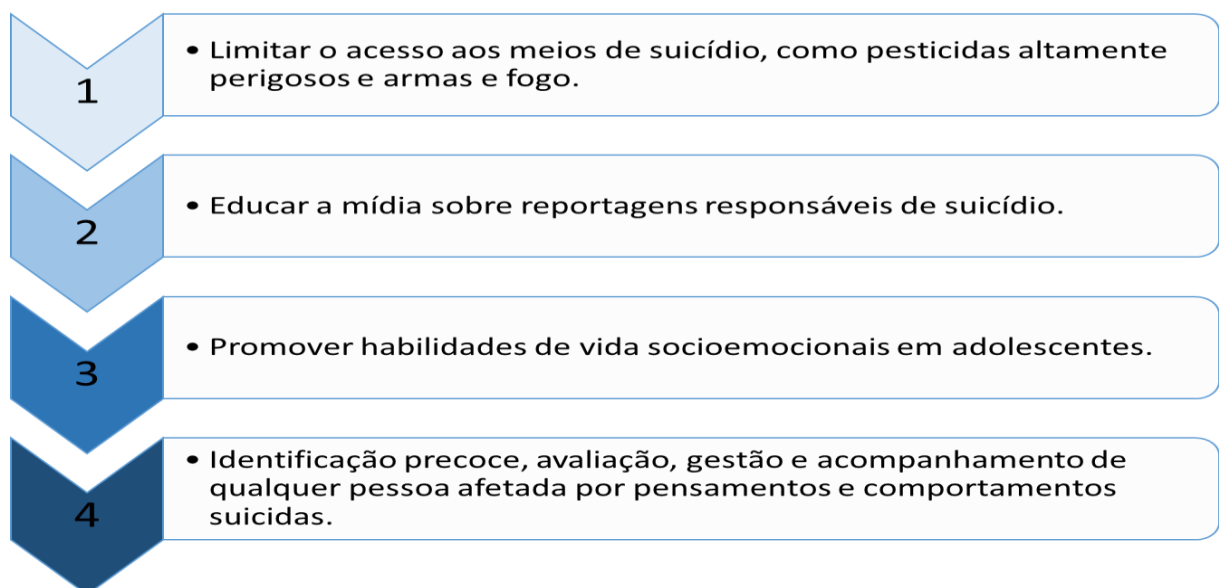 1
• Limitar o acesso aos meios de suicídio, como pesticidas altamente
perigosos e armas e fogo.
2
• Educar a mídia sobre reportagens responsáveis de suicídio.
3
• Promover habilidades de vida socioemocionais em adolescentes.
4
• Identificação precoce, avaliação, gestão e acompanhamento de
qualquer pessoa afetada por pensamentos e comportamentos
suicidas.